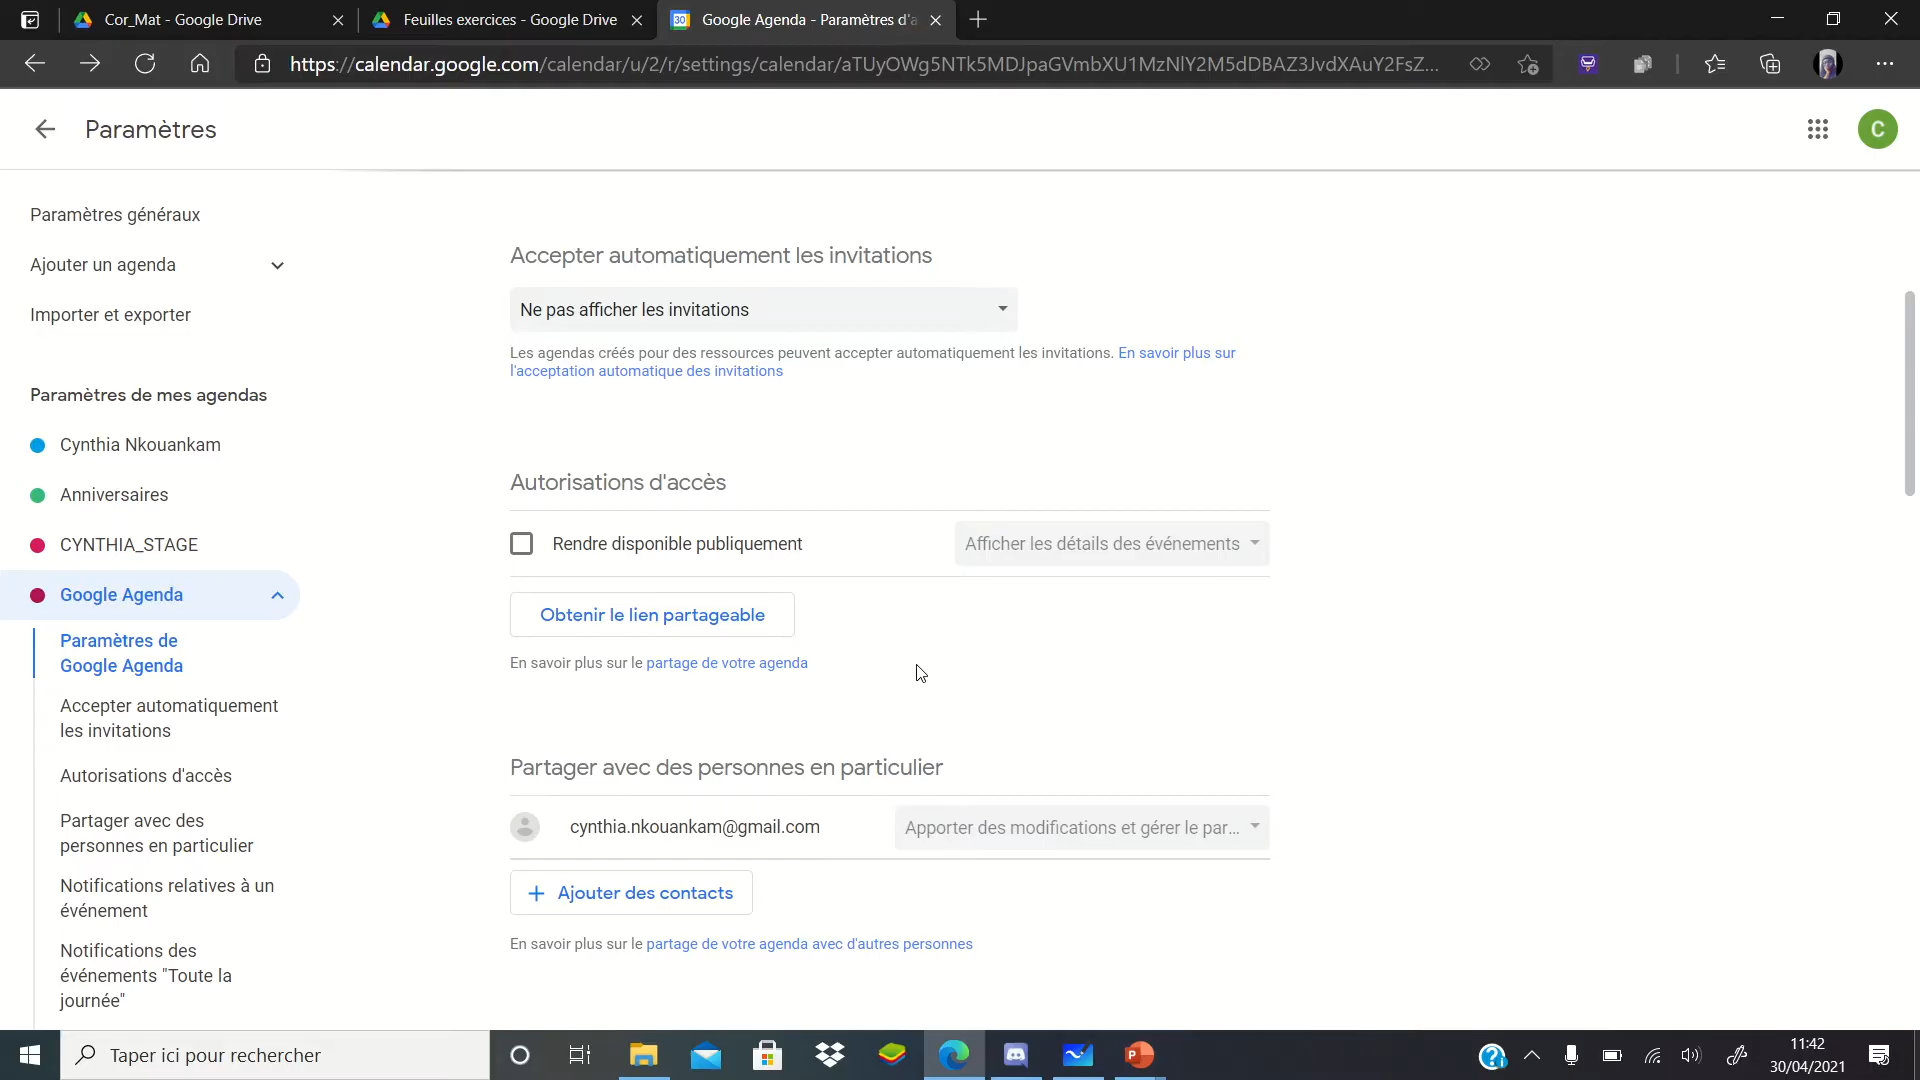 Cor_Mat - Google Drive
Feuilles exercices - Google Drive
30
Google Agenda - Paramètres d'a
https://calendar.google.com/calendar/u/2/r/settings/calendar/aTUyOWg5NTk5MDJpaGVmbXU1MzNlY2M5dDBAZ3JvdXAuY2FsZ...
Paramètres
C
Paramètres généraux
Ajouter un agenda
Importer et exporter
Paramètres de mes agendas
Cynthia Nkouankam
Anniversaires
CYNTHIA_STAGE
Google Agenda
Paramètres de
Google Agenda
Accepter automatiquement
les invitations
Autorisations d'accès
Partager avec des
personnes en particulier
Notifications relatives à un
événement
Notifications des
événements "Toute la
journée"
Accepter automatiquement les invitations
Ne pas afficher les invitations
Les agendas créés pour des ressources peuvent accepter automatiquement les invitations. En savoir plus sur
l'acceptation automatique des invitations
Autorisations d'accès
Rendre disponible publiquement
Afficher les détails des événements
Obtenir le lien partageable
En savoir plus sur le partage de votre agenda
Partager avec des personnes en particulier
cynthia.nkouankam@gmail.com
Apporter des modifications et gérer le par...
Ajouter des contacts
En savoir plus sur le partage de votre agenda avec d'autres personnes
Taper ici pour rechercher
P
11:42
30/04/2021